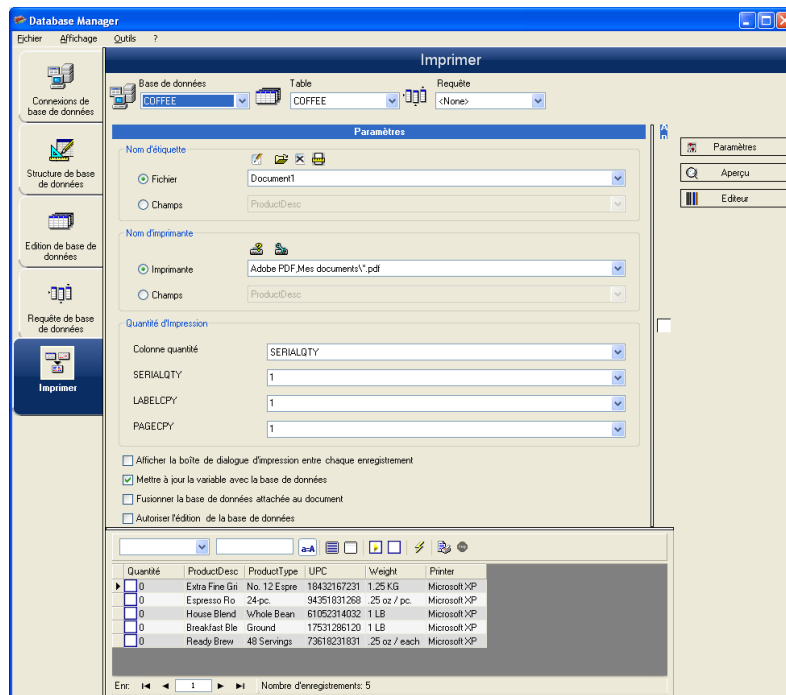 Database Manager
Fichier Affichage Outils ?
Imprimer
Connexions de
base de données
Structure de base
de données
Edition de base de
données
Requête de base
de données
Imprimer
Base de données Table Requête
COFFEE COFFEE <None>
Paramètres
Nom d'étiquette
Fichier Document1
Champs ProductDesc
Nom d'imprimante
Imprimante Adobe PDF,Mes documents\*.pdf
Champs ProductDesc
Quantité d'Impression
Colonne quantité SERIALQTY
SERIALQTY 1
LABELCPY 1
PAGECPY 1
Afficher la boîte de dialogue d'impression entre chaque enregistrement
Mettre à jour la variable avec la base de données
Fusionner la base de données attachée au document
Autoriser l'édition de la base de données
Paramètres
Aperçu
Editeur
a=A
Quantité ProductDesc ProductType UPC Weight Printer
0 Extra Fine Gri No. 12 Espre 18432167231 1.25 KG Microsoft XP
0 Espresso Ro 24-pc. 94351831268 .25 oz / pc. Microsoft XP
0 House Blend Whole Bean 61052314032 1 LB Microsoft XP
0 Breakfast Ble Ground 17531286120 1 LB Microsoft XP
0 Ready Brew 48 Servings 73618231831 .25 oz / each Microsoft XP
Enr: 1 Nombre d'enregistrements: 5